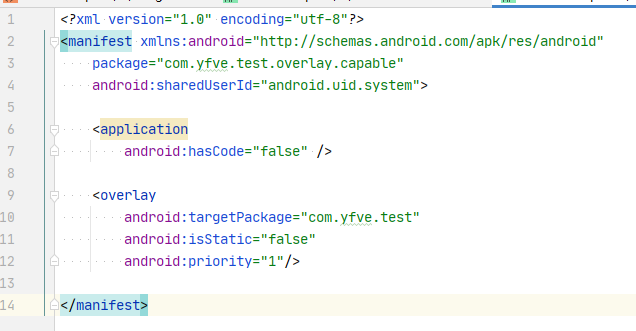 1 <?xml version="1.0" encoding="utf-8"?>
2 <manifest xmlns:android="http://schemas.android.com/apk/res/android"
3 package="com.yfve.test.overlay.capable"
4 android:sharedUserId="android.uid.system">
5
6 <application
7 android:hasCode="false" />
8
9 <overlay
10 android:targetPackage="com.yfve.test"
11 android:isStatic="false"
12 android:priority="1"/>
13
14 </manifest>